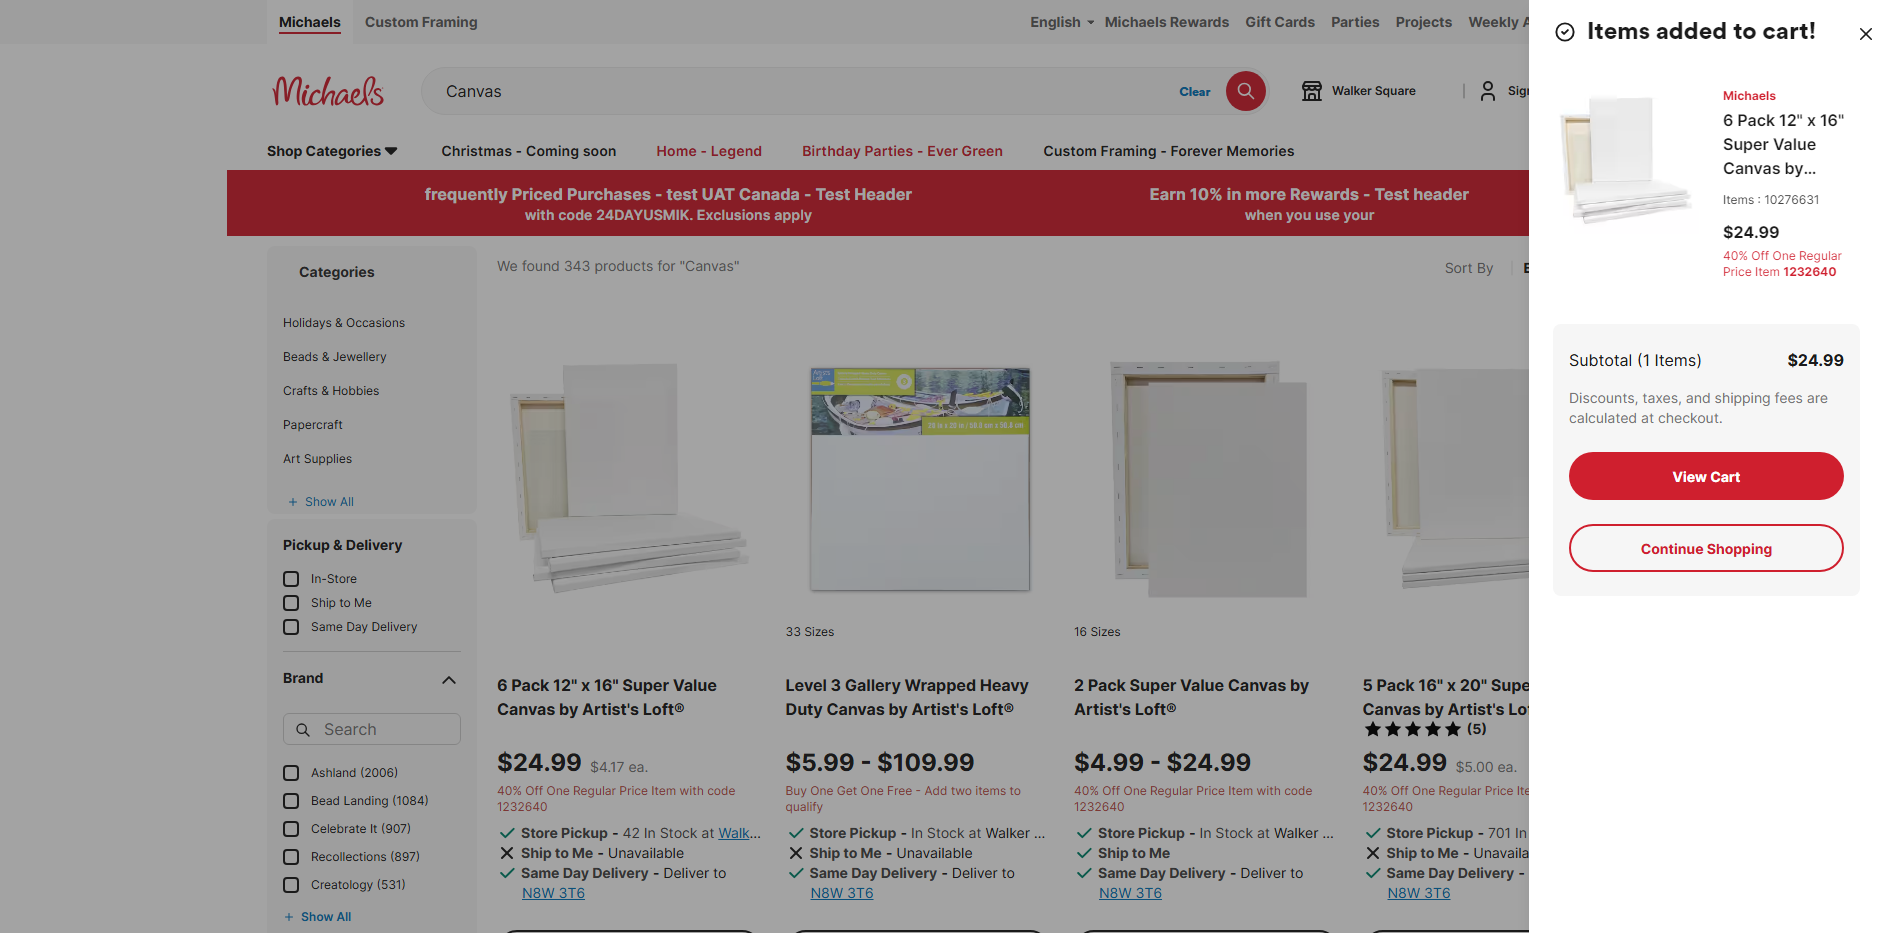 Michaels
Custom Framing
English
Michaels Rewards
Gift Cards
Parties
Projects
Weekly
Michaels
Canvas
Clear
Walker Square
Shop Categories
Christmas - Coming soon
Home - Legend
Birthday Parties - Ever Green
Custom Framing - Forever Memories
frequently Priced Purchases - test UAT Canada - Test Header
with code 24DAYUSMIK. Exclusions apply
Earn 10% in more Rewards - Test header
when you use your
Categories
Holidays & Occasions
Beads & Jewellery
Crafts & Hobbies
Papercraft
Art Supplies
+ Show All
Pickup & Delivery
In-Store
Ship to Me
Same Day Delivery
Brand
Search
Ashland (2006)
Bead Landing (1084)
Celebrate It (907)
Recollections (897)
Creatology (531)
+ Show All
We found 343 products for "Canvas"
Sort By
6 Pack 12" x 16" Super Value
Canvas by Artist's Loft®
$24.99 $4.17 ea.
40% Off One Regular Price Item with code
1232640
Store Pickup - 42 In Stock at Walk...
Ship to Me - Unavailable
Same Day Delivery - Deliver to
N8W 3T6
Artist's
Loft
20 in x 20 in / 50.8 cm x 50.8 cm
33 Sizes
Level 3 Gallery Wrapped Heavy
Duty Canvas by Artist's Loft®
$5.99 - $109.99
Buy One Get One Free - Add two items to
qualify
Store Pickup - In Stock at Walker ...
Ship to Me - Unavailable
Same Day Delivery - Deliver to
N8W 3T6
16 Sizes
2 Pack Super Value Canvas by
Artist's Loft®
$4.99 - $24.99
40% Off One Regular Price Item with code
1232640
Store Pickup - In Stock at Walker ...
Ship to Me
Same Day Delivery - Deliver to
N8W 3T6
5 Pack 16" x 20" Supe
Canvas by Artist's Lo
(5)
$24.99 $5.00 ea.
40% Off One Regular Price Ite
1232640
Store Pickup - 701 In
Ship to Me - Unavaila
Same Day Delivery -
N8W 3T6
Items added to cart!
Michaels
6 Pack 12" x 16"
Super Value
Canvas by...
Items : 10276631
$24.99
40% Off One Regular
Price Item 1232640
Subtotal (1 Items) $24.99
Discounts, taxes, and shipping fees are
calculated at checkout.
View Cart
Continue Shopping